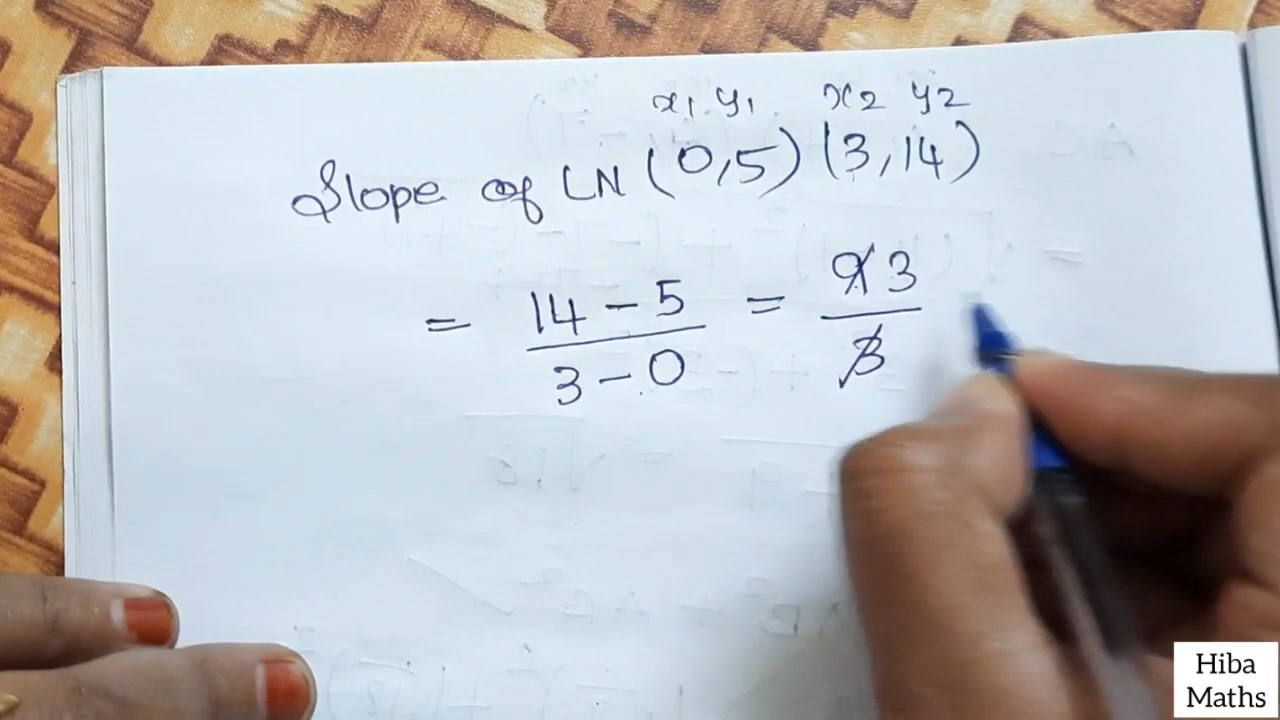 x1 y1 x2 y2
Slope of LN (0,5) (3,14)
= 14 - 5 / 3 - 0 = 9 3 / 3
Hiba
Maths